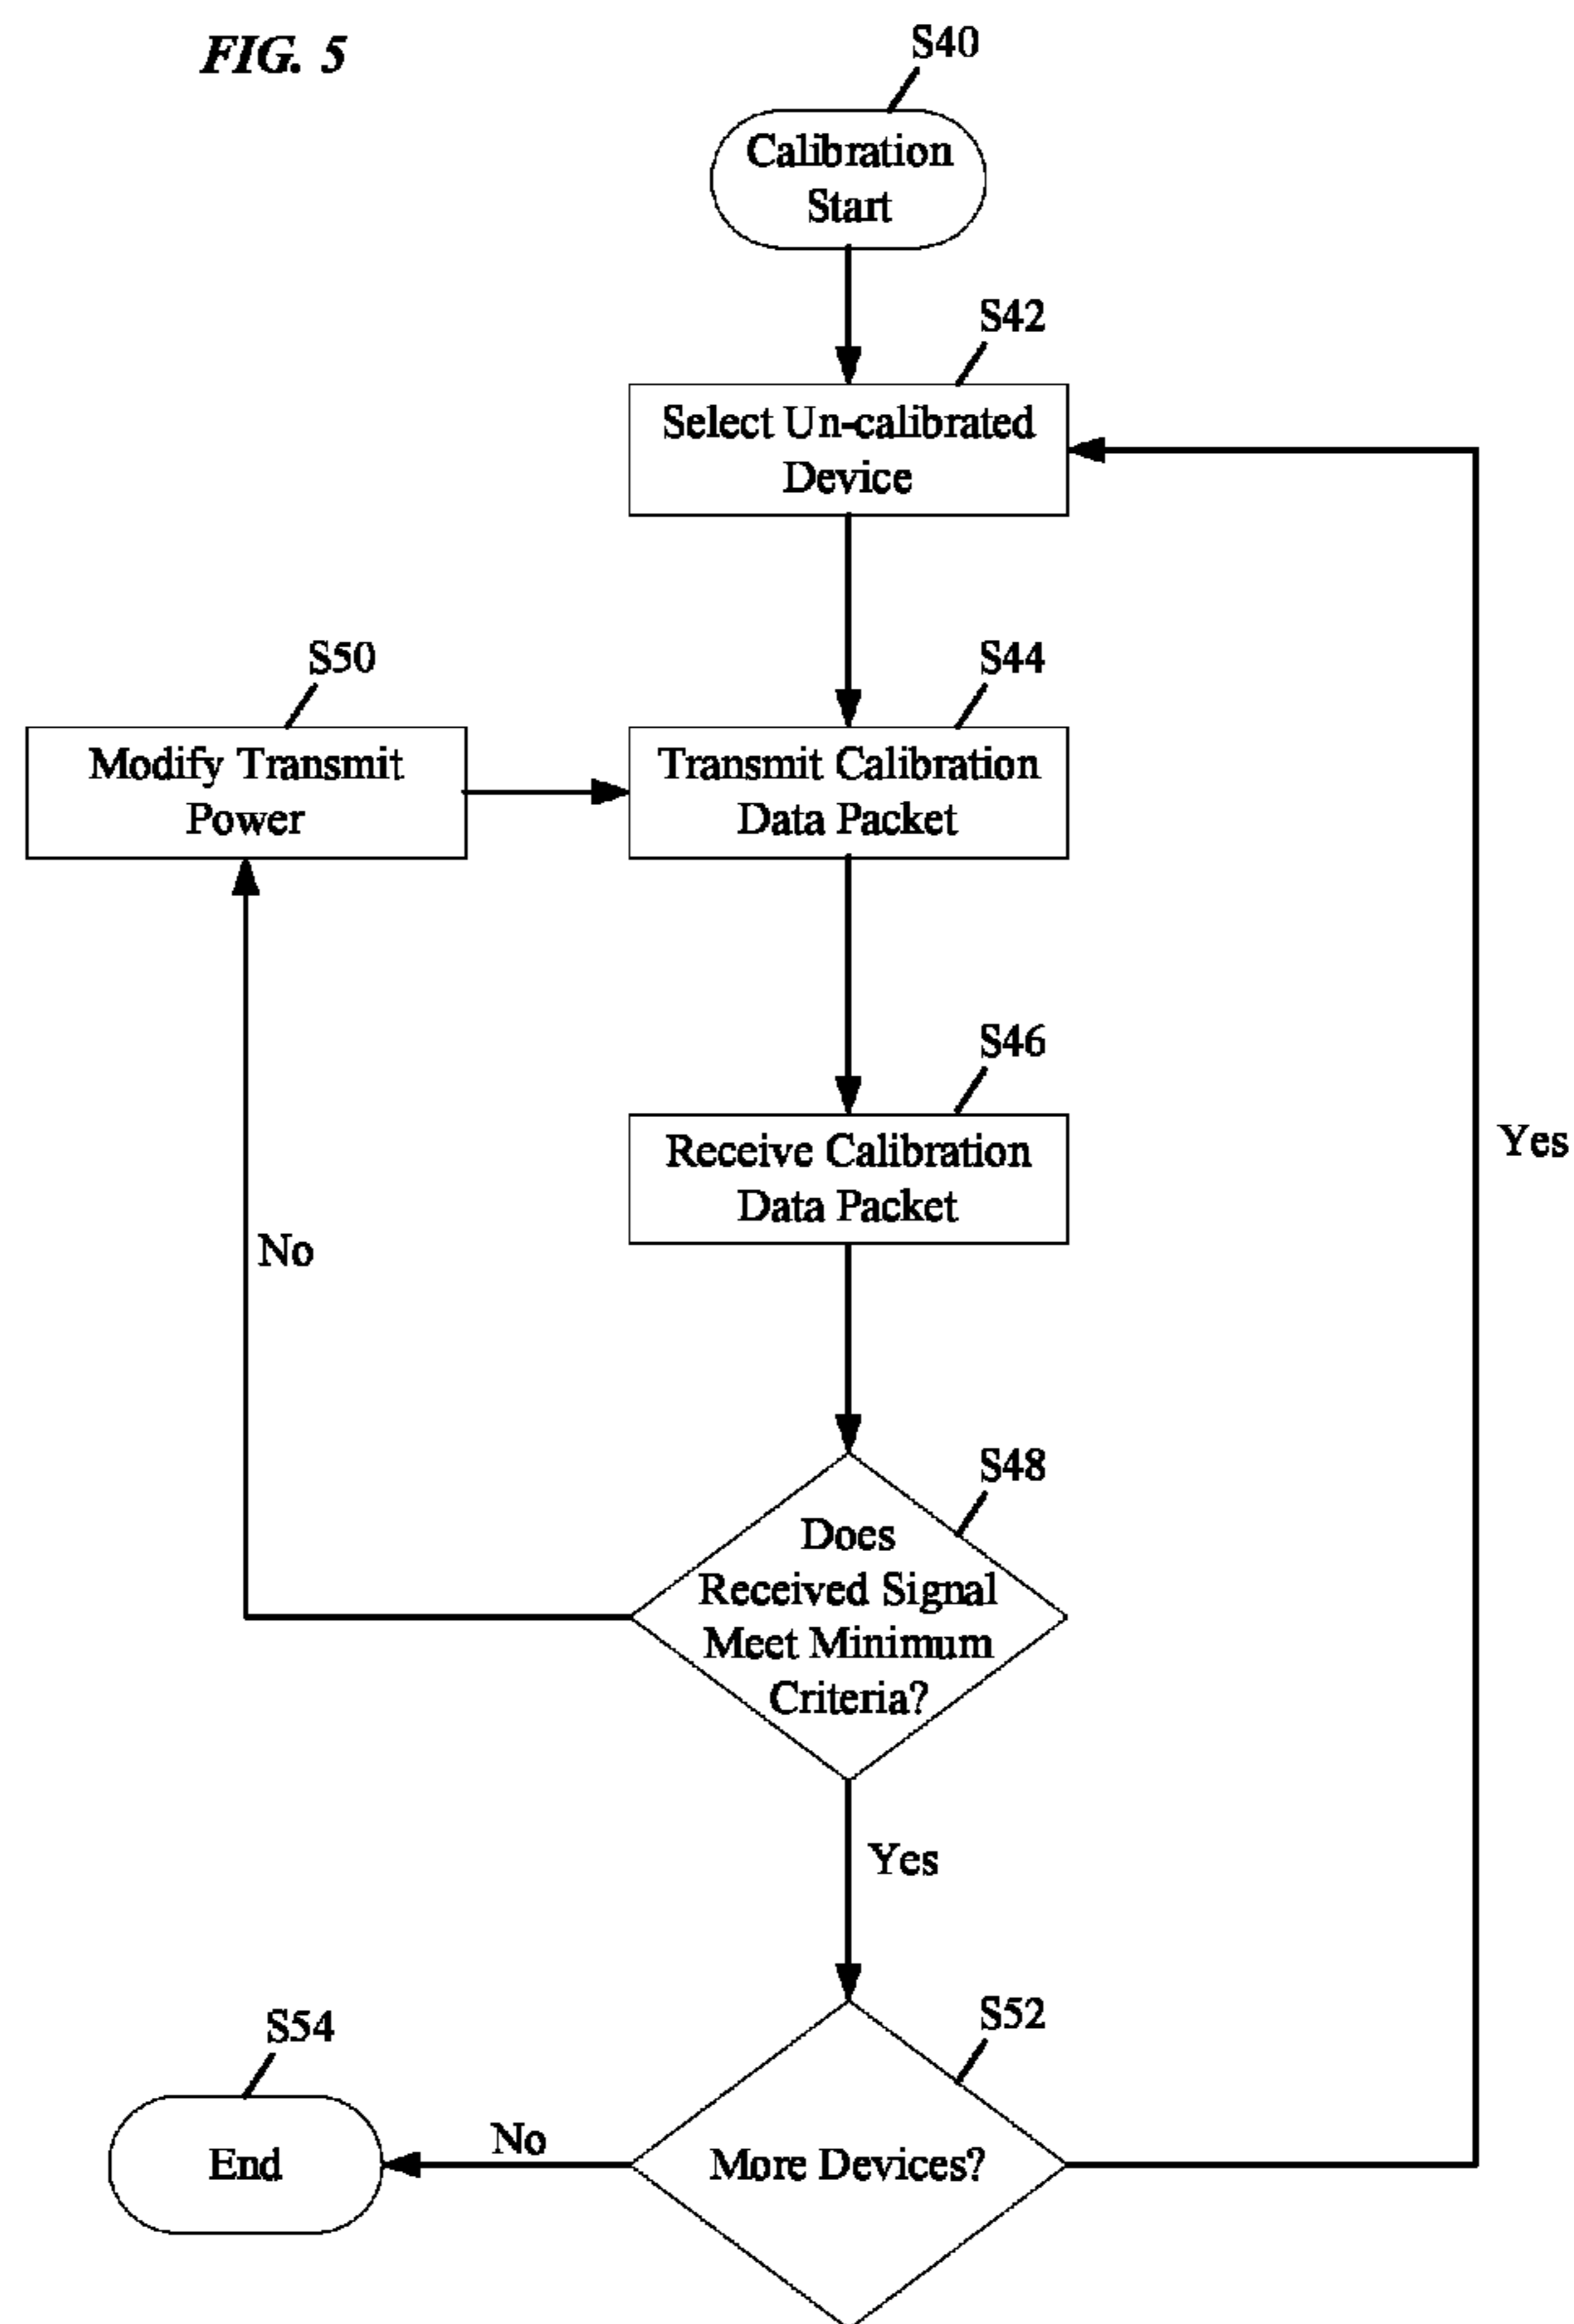 FIG. 5
S40
Calibration
Start
S42
Select Un-calibrated
Device
S50
S44
Modify Transmit
Power
Transmit Calibration
Data Packet
S46
Receive Calibration
Data Packet
Yes
No
S48
Does
Received Signal
Meet Minimum
Criteria?
Yes
S54
S52
End
No
More Devices?